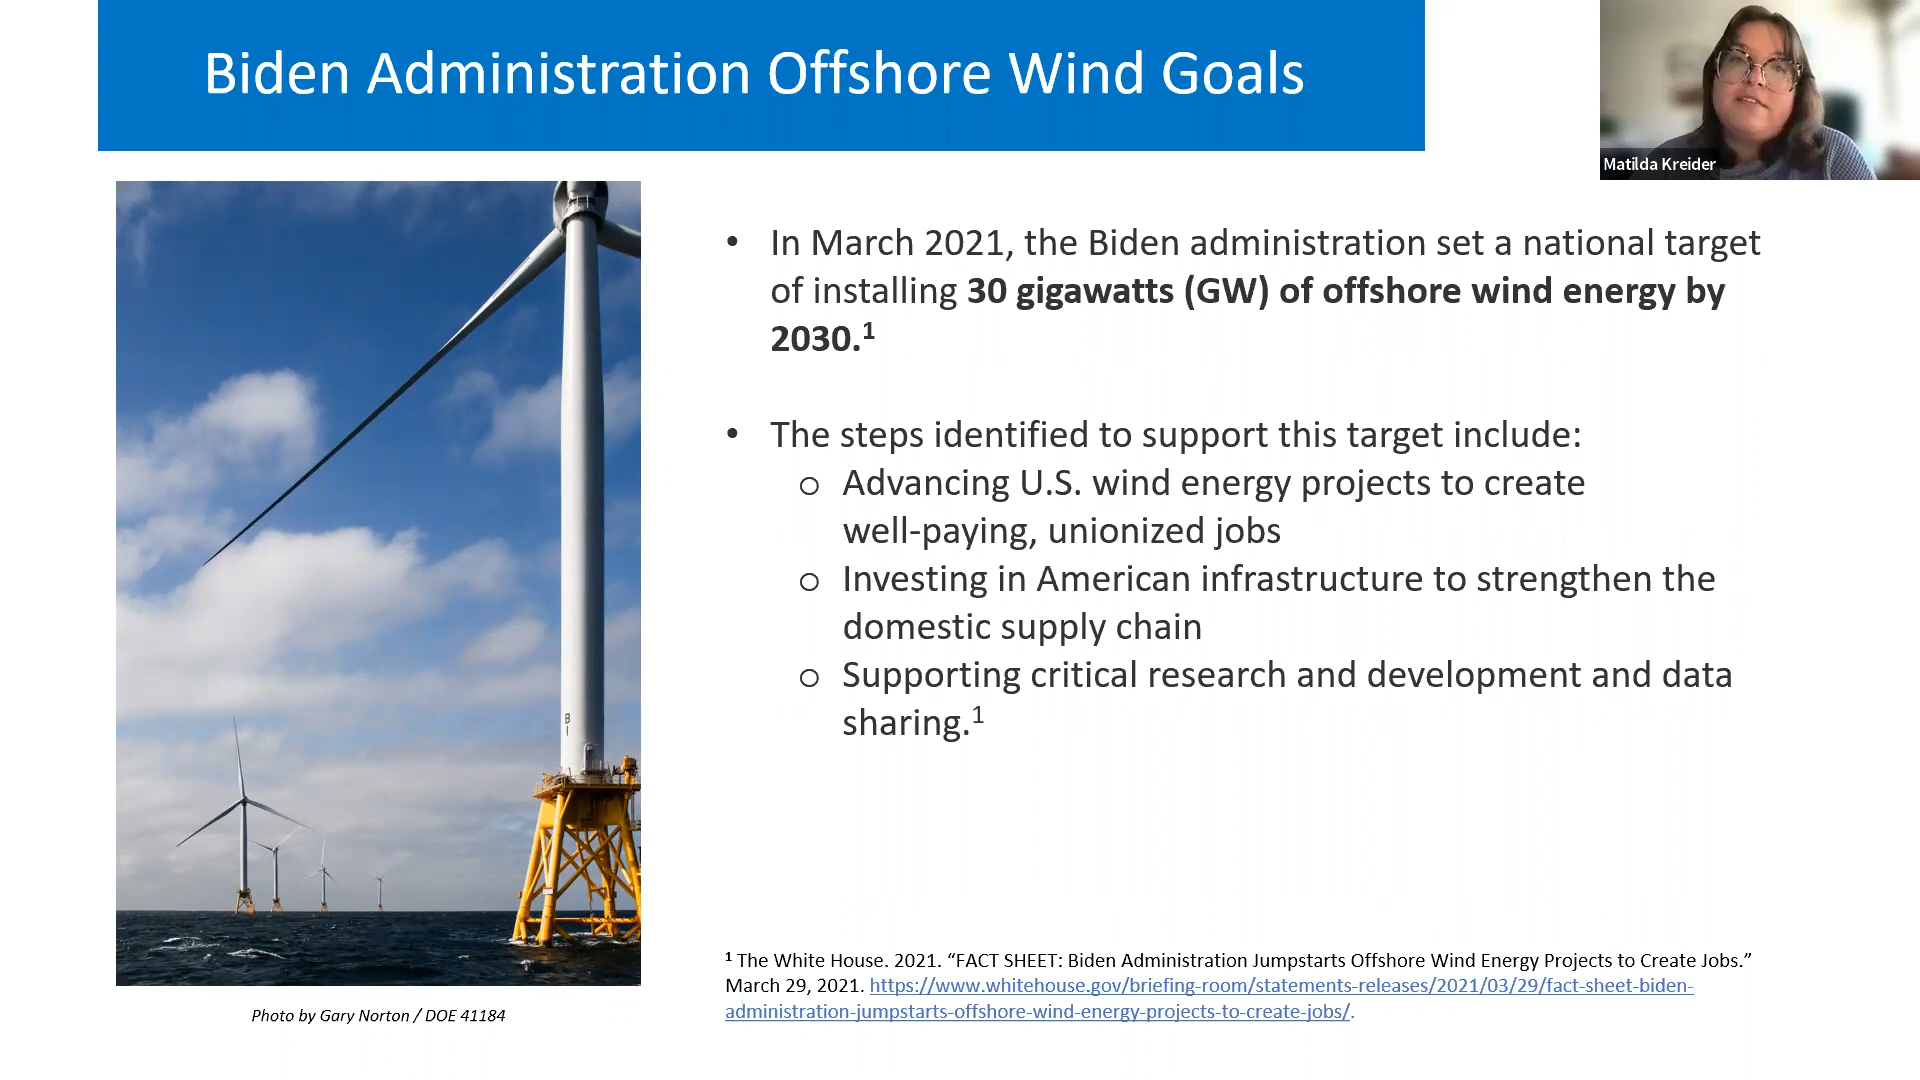 Biden Administration Offshore Wind Goals
Matilda Kreider
• In March 2021, the Biden administration set a national target
of installing 30 gigawatts (GW) of offshore wind energy by
2030.¹
• The steps identified to support this target include:
o Advancing U.S. wind energy projects to create
well-paying, unionized jobs
o Investing in American infrastructure to strengthen the
domestic supply chain
o Supporting critical research and development and data
sharing.¹
B
1
Photo by Gary Norton / DOE 41184
¹ The White House. 2021. “FACT SHEET: Biden Administration Jumpstarts Offshore Wind Energy Projects to Create Jobs.”
March 29, 2021. https://www.whitehouse.gov/briefing-room/statements-releases/2021/03/29/fact-sheet-biden-
administration-jumpstarts-offshore-wind-energy-projects-to-create-jobs/.